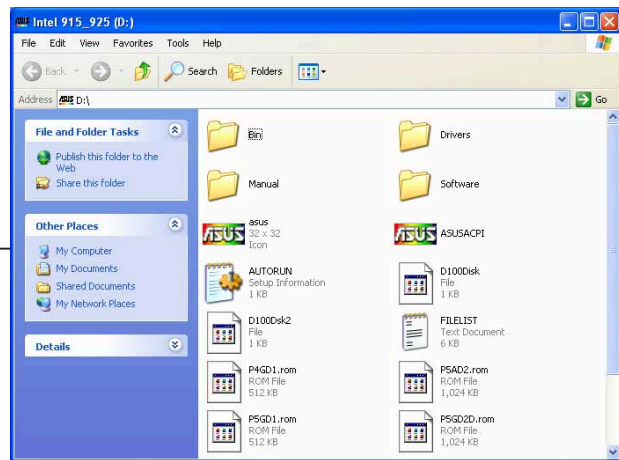 Intel 915_925 (D:)
File Edit View Favorites Tools Help
Back Search Folders
Address D:\ Go
File and Folder Tasks
Publish this folder to the
Web
Share this folder
Other Places
My Computer
My Documents
Shared Documents
My Network Places
Details
Bin
Drivers
Manual
Software
asus
32 x 32
Icon
ASUSACPI
AUTORUN
Setup Information
1 KB
D100Disk
File
1 KB
D100Dsk2
File
1 KB
FILELIST
Text Document
6 KB
P4GD1.rom
ROM File
512 KB
P5AD2.rom
ROM File
1,024 KB
P5GD1.rom
ROM File
512 KB
P5GD2D.rom
ROM File
1,024 KB